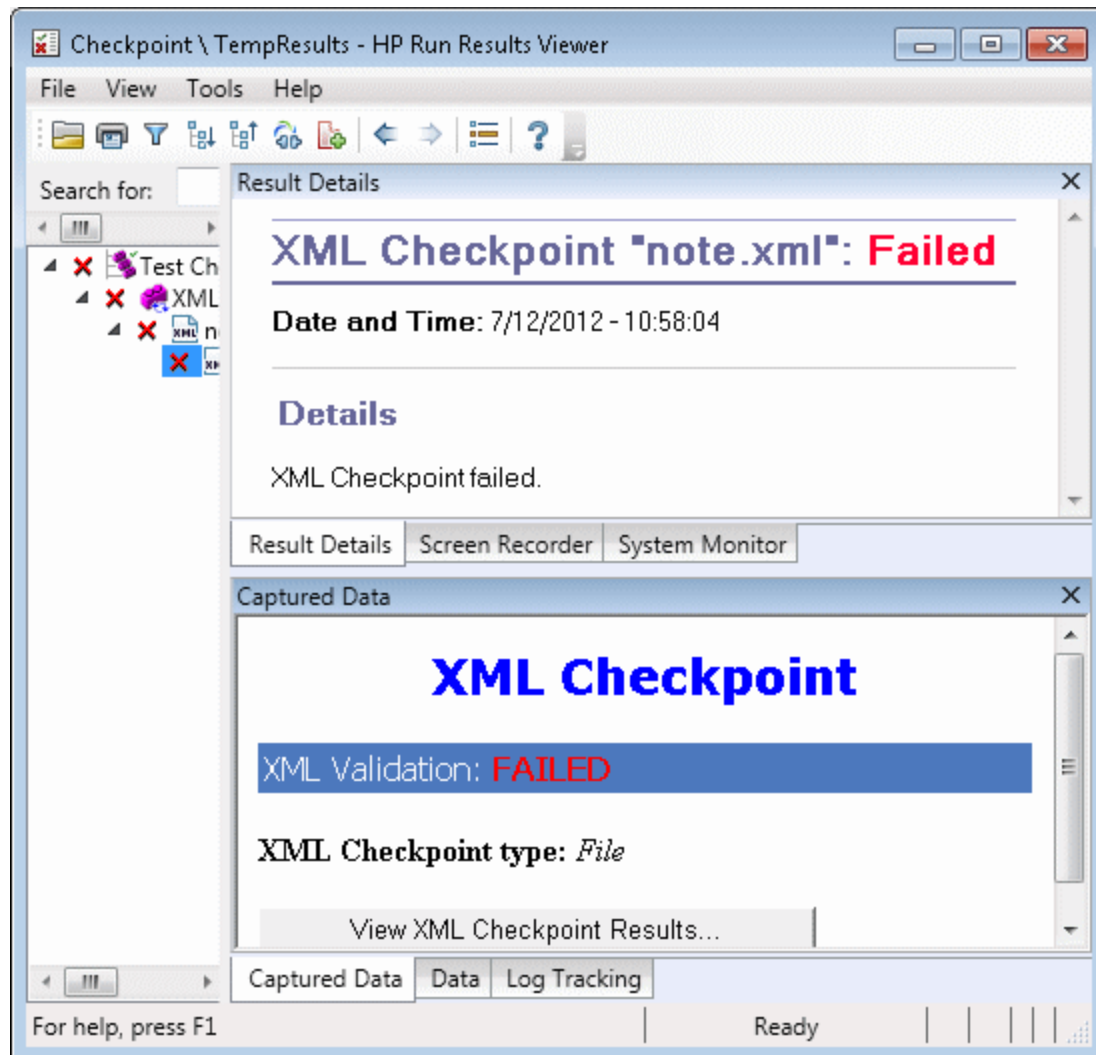 Checkpoint \ TempResults - HP Run Results Viewer
File View Tools Help
Search for:
Test Ch
XML
n
Result Details
XML Checkpoint "note.xml": Failed
Date and Time: 7/12/2012 - 10:58:04
Details
XML Checkpoint failed.
Result Details Screen Recorder System Monitor
Captured Data
XML Checkpoint
XML Validation: FAILED
XML Checkpoint type: File
View XML Checkpoint Results...
Captured Data Data Log Tracking
For help, press F1 Ready